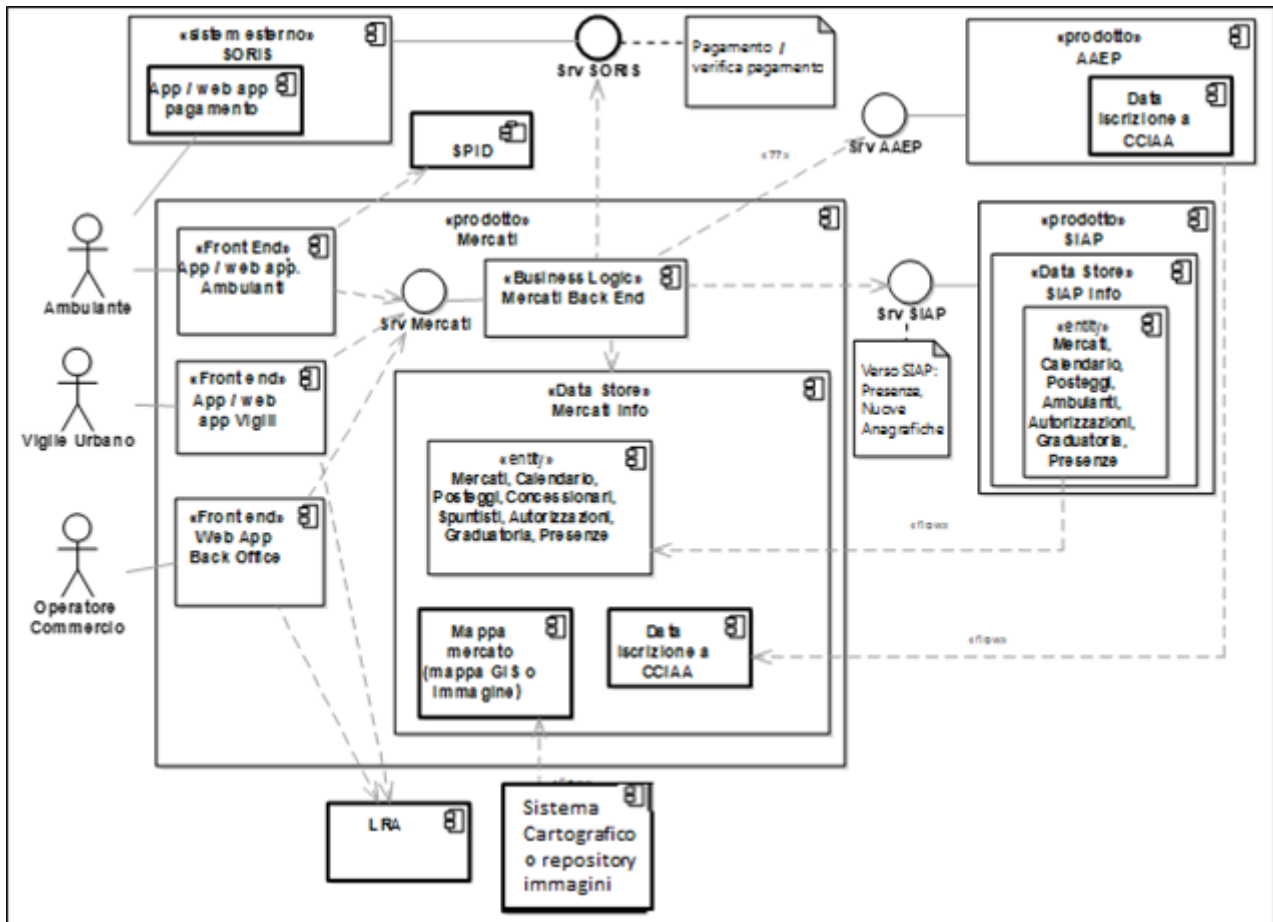 «sistem esterno»
SORIS
App / web app
pagamento
Srv SORIS
Pagamento /
verifica pagamento
«prodotto»
AAEP
Data
Iscrizione a
CCIAA
Srv AAEP
«??»
SPID
«prodotto»
Mercati
«Front End»
App / web app.
Ambulanti
Ambulante
Srv Mercati
«Business Logic»
Mercati Back End
Srv SIAP
Verso SIAP:
Presenze,
Nuove
Anagrafiche
«prodotto»
SIAP
«Data Store»
SIAP Info
«entity»
Mercati,
Calendario,
Posteggi,
Ambulanti,
Autorizzazioni,
Graduatoria,
Presenze
«Front end»
App / web
app Vigili
Vigile Urbano
«Data Store»
Mercati Info
«entity»
Mercati, Calendario,
Posteggi, Concessionari,
Spuntisti, Autorizzazioni,
Graduatoria, Presenze
«flow»
«Front end»
Web App
Back Office
Operatore
Commercio
Mappa
mercato
(mappa GIS o
immagine)
Data
Iscrizione a
CCIAA
«flow»
LRA
Sistema
Cartografico
o repository
immagini